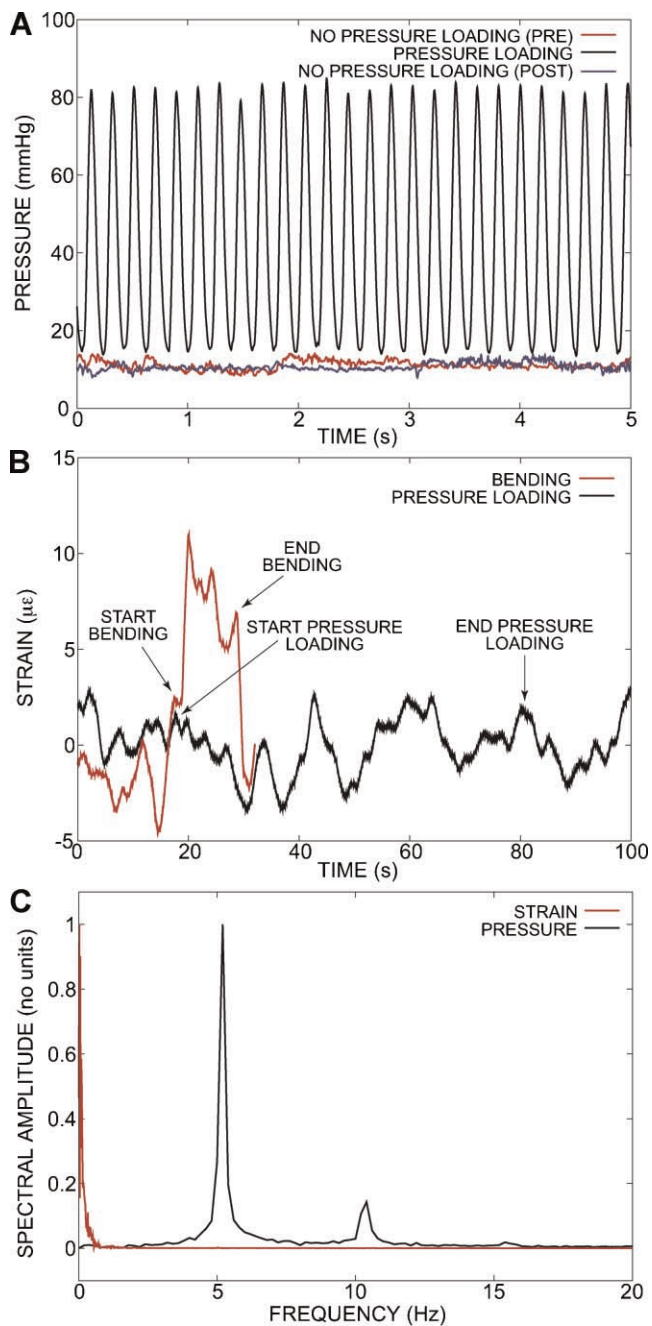 A
NO PRESSURE LOADING (PRE)
PRESSURE LOADING
NO PRESSURE LOADING (POST)
PRESSURE (mmHg)
100
80
60
40
20
0
0 1 2 3 4 5
TIME (s)
B
BENDING
PRESSURE LOADING
STRAIN (με)
15
10
5
0
-5
START
BENDING
END
BENDING
START PRESSURE
LOADING
END PRESSURE
LOADING
0 20 40 60 80 100
TIME (s)
C
STRAIN
PRESSURE
SPECTRAL AMPLITUDE (no units)
1
0.8
0.6
0.4
0.2
0
0 5 10 15 20
FREQUENCY (Hz)